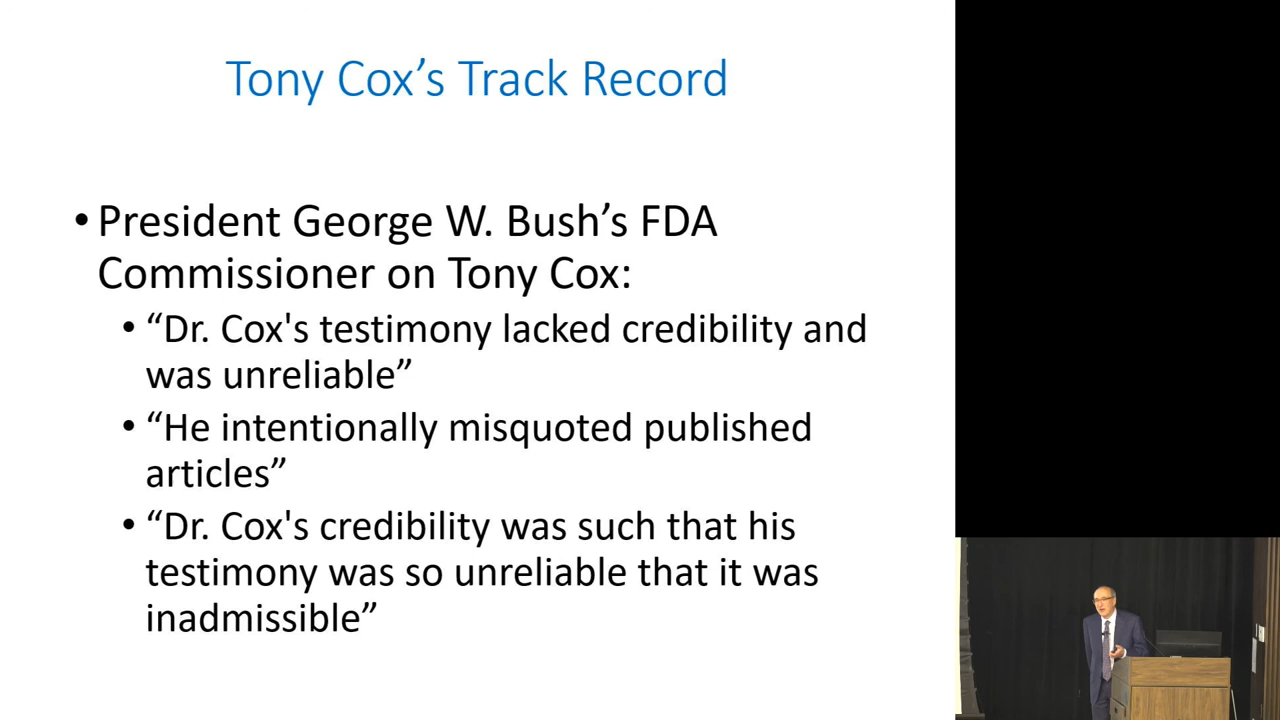 Tony Cox’s Track Record
• President George W. Bush’s FDA
Commissioner on Tony Cox:
• “Dr. Cox's testimony lacked credibility and
was unreliable”
• “He intentionally misquoted published
articles”
• “Dr. Cox's credibility was such that his
testimony was so unreliable that it was
inadmissible”